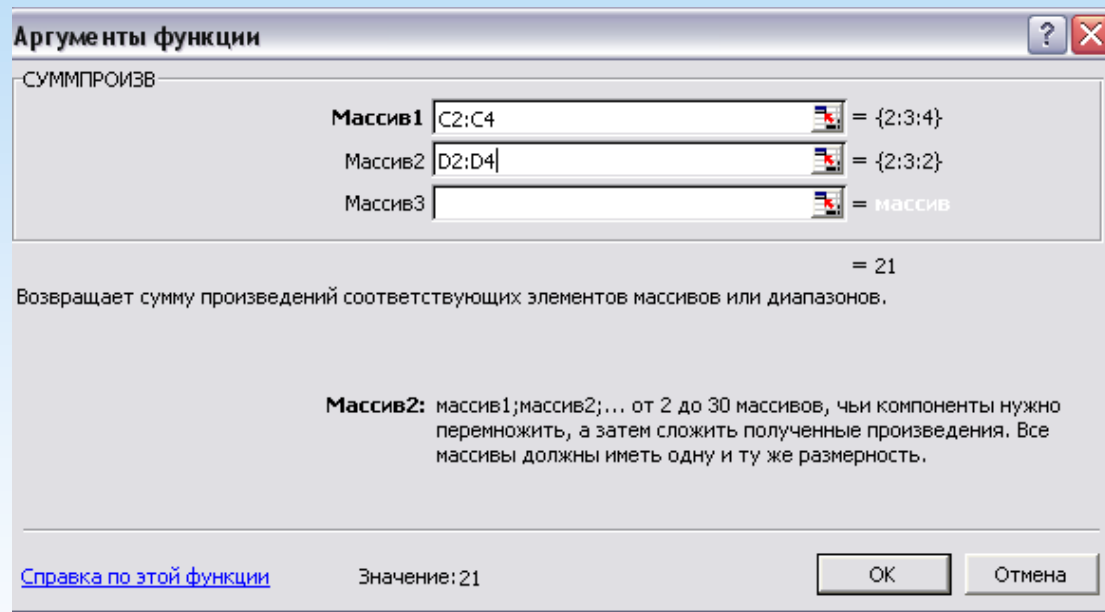 Аргументы функции
СУММПРОИЗВ
Массив1 C2:C4 = {2:3:4}
Массив2 D2:D4 = {2:3:2}
Массив3 = массив
= 21
Возвращает сумму произведений соответствующих элементов массивов или диапазонов.
Массив2: массив1;массив2;... от 2 до 30 массивов, чьи компоненты нужно
перемножить, а затем сложить полученные произведения. Все
массивы должны иметь одну и ту же размерность.
Справка по этой функции Значение:21 ОК Отмена